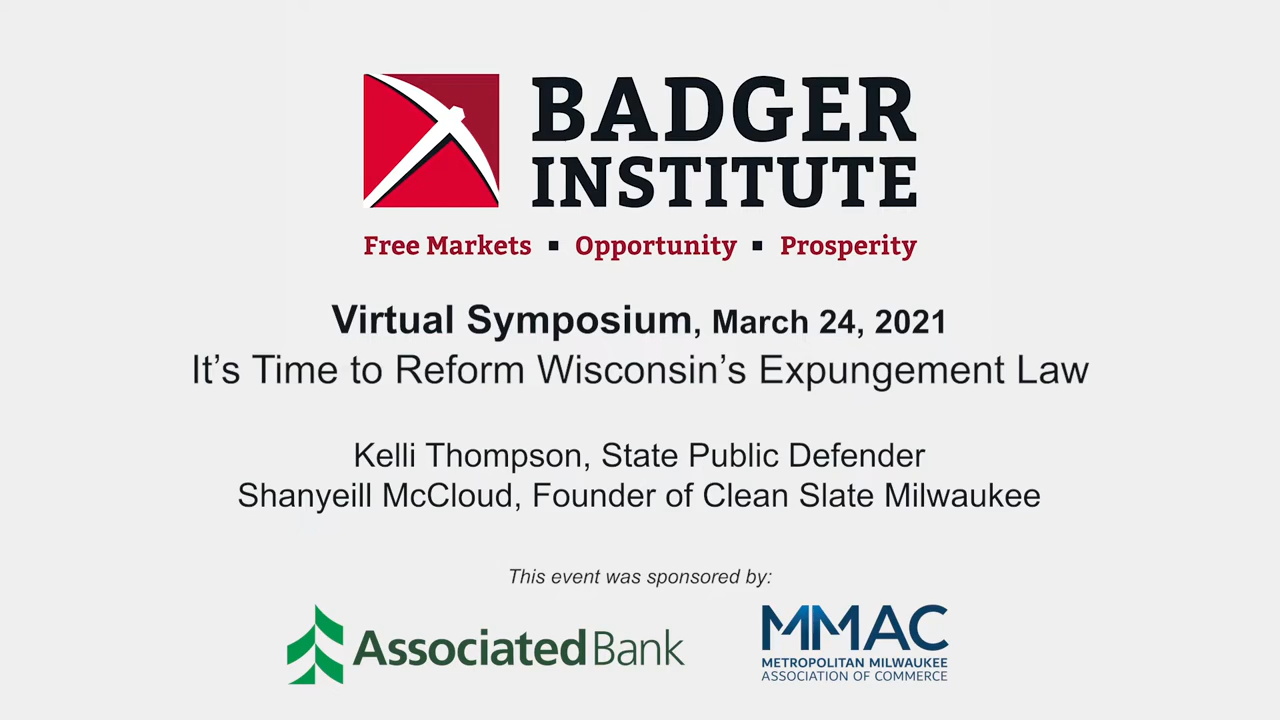 BADGER
INSTITUTE
Free Markets ▪ Opportunity ▪ Prosperity
Virtual Symposium, March 24, 2021
It’s Time to Reform Wisconsin’s Expungement Law
Kelli Thompson, State Public Defender
Shanyeill McCloud, Founder of Clean Slate Milwaukee
This event was sponsored by:
Associated Bank
MMAC
METROPOLITAN MILWAUKEE
ASSOCIATION OF COMMERCE